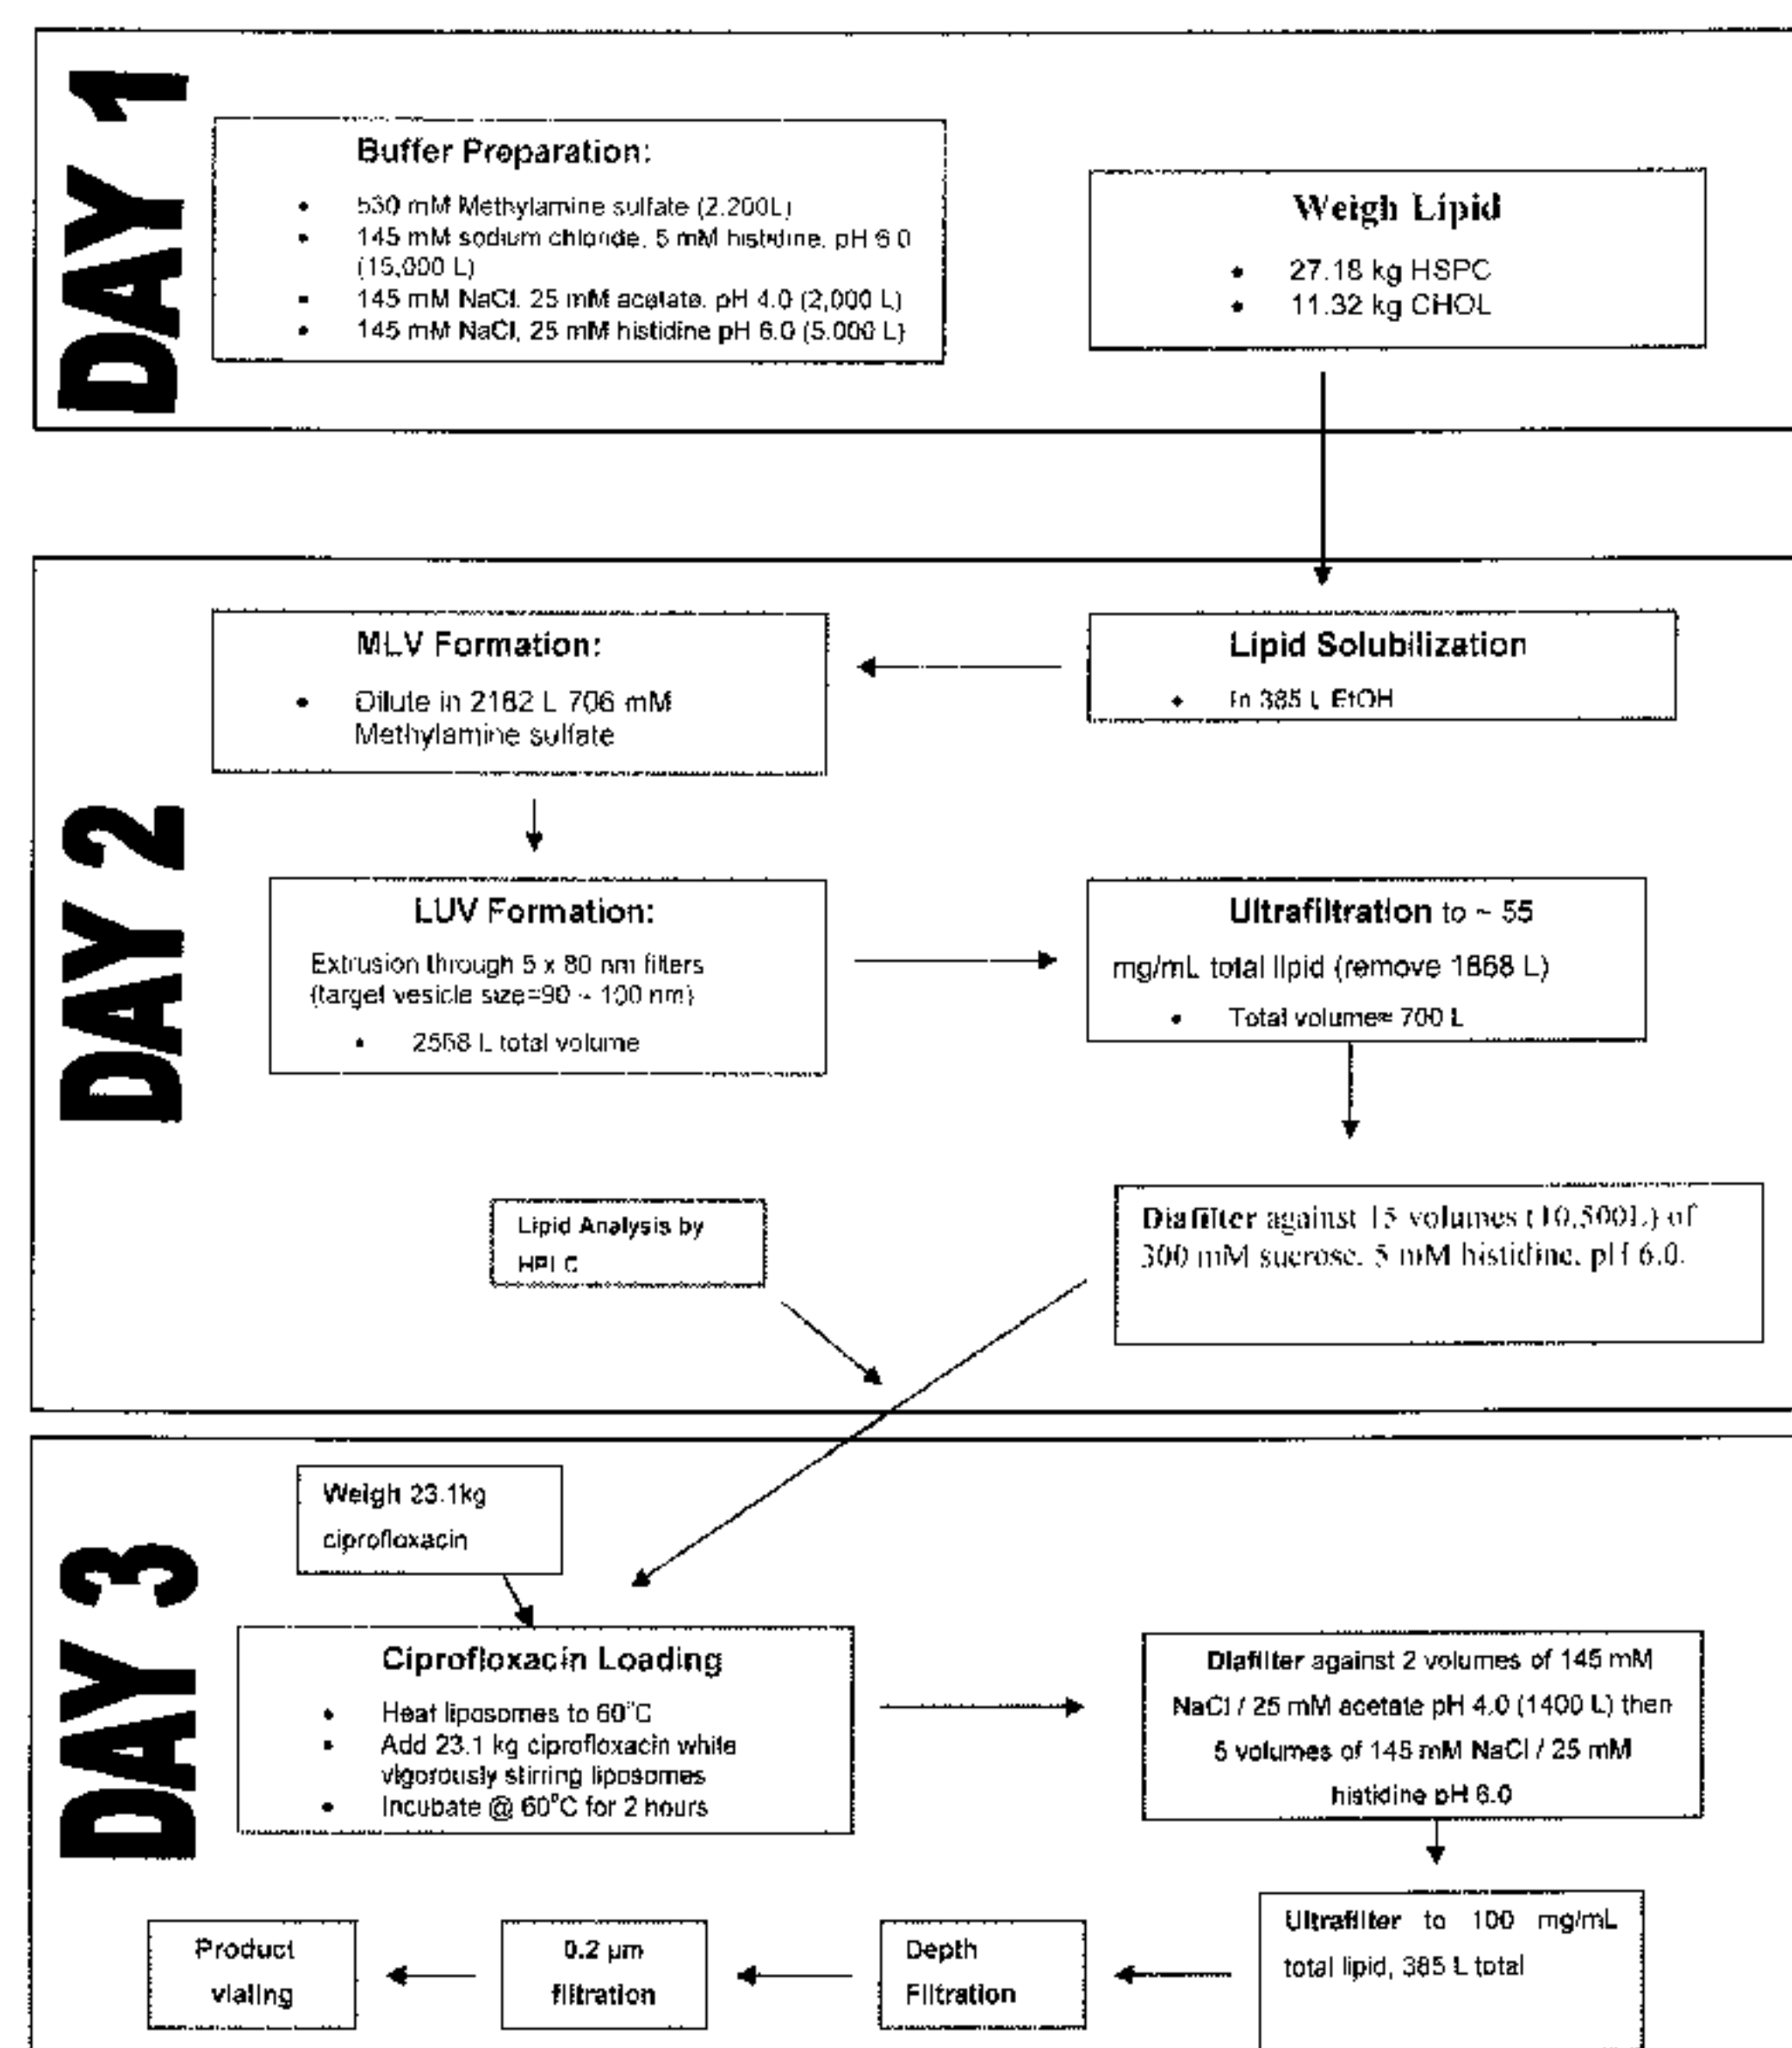 DAY 1
Buffer Preparation:
• 530 mM Methylamine sulfate (2.200L)
• 145 mM sodium chloride, 5 mM histidine, pH 6.0
(15,000 L)
• 145 mM NaCl, 25 mM acetate, pH 4.0 (2,000 L)
• 145 mM NaCl, 25 mM histidine pH 6.0 (5.000 L)
Weigh Lipid
• 27.18 kg HSPC
• 11.32 kg CHOL
DAY 2
Lipid Solubilization
• In 385 L EtOH
MLV Formation:
• Dilute in 2182 L 706 mM
Methylamine sulfate
LUV Formation:
Extrusion through 5 x 80 nm filters
(target vesicle size=90 ~ 100 nm)
• 2568 L total volume
Ultrafiltration to ~ 55
mg/mL total lipid (remove 1868 L)
• Total volume= 700 L
Diafilter against 15 volumes (10,500L) of
300 mM sucrose, 5 mM histidine, pH 6.0.
Lipid Analysis by
HPLC
DAY 3
Weigh 23.1kg
ciprofloxacin
Ciprofloxacin Loading
• Heat liposomes to 60°C
• Add 23.1 kg ciprofloxacin white
vigorously stirring liposomes
• Incubate @ 60°C for 2 hours
Diafilter against 2 volumes of 145 mM
NaCl / 25 mM acetate pH 4.0 (1400 L) then
5 volumes of 145 mM NaCl / 25 mM
histidine pH 6.0
Ultrafilter to 100 mg/mL
total lipid, 385 L total
Depth
Filtration
0.2 µm
filtration
Product
vialing